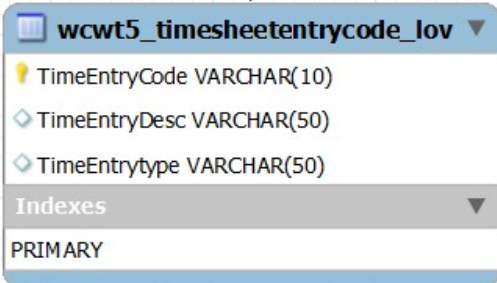 wcwt5_timesheetentrycode_lov
TimeEntryCode VARCHAR(10)
TimeEntryDesc VARCHAR(50)
TimeEntrytype VARCHAR(50)
Indexes
PRIMARY